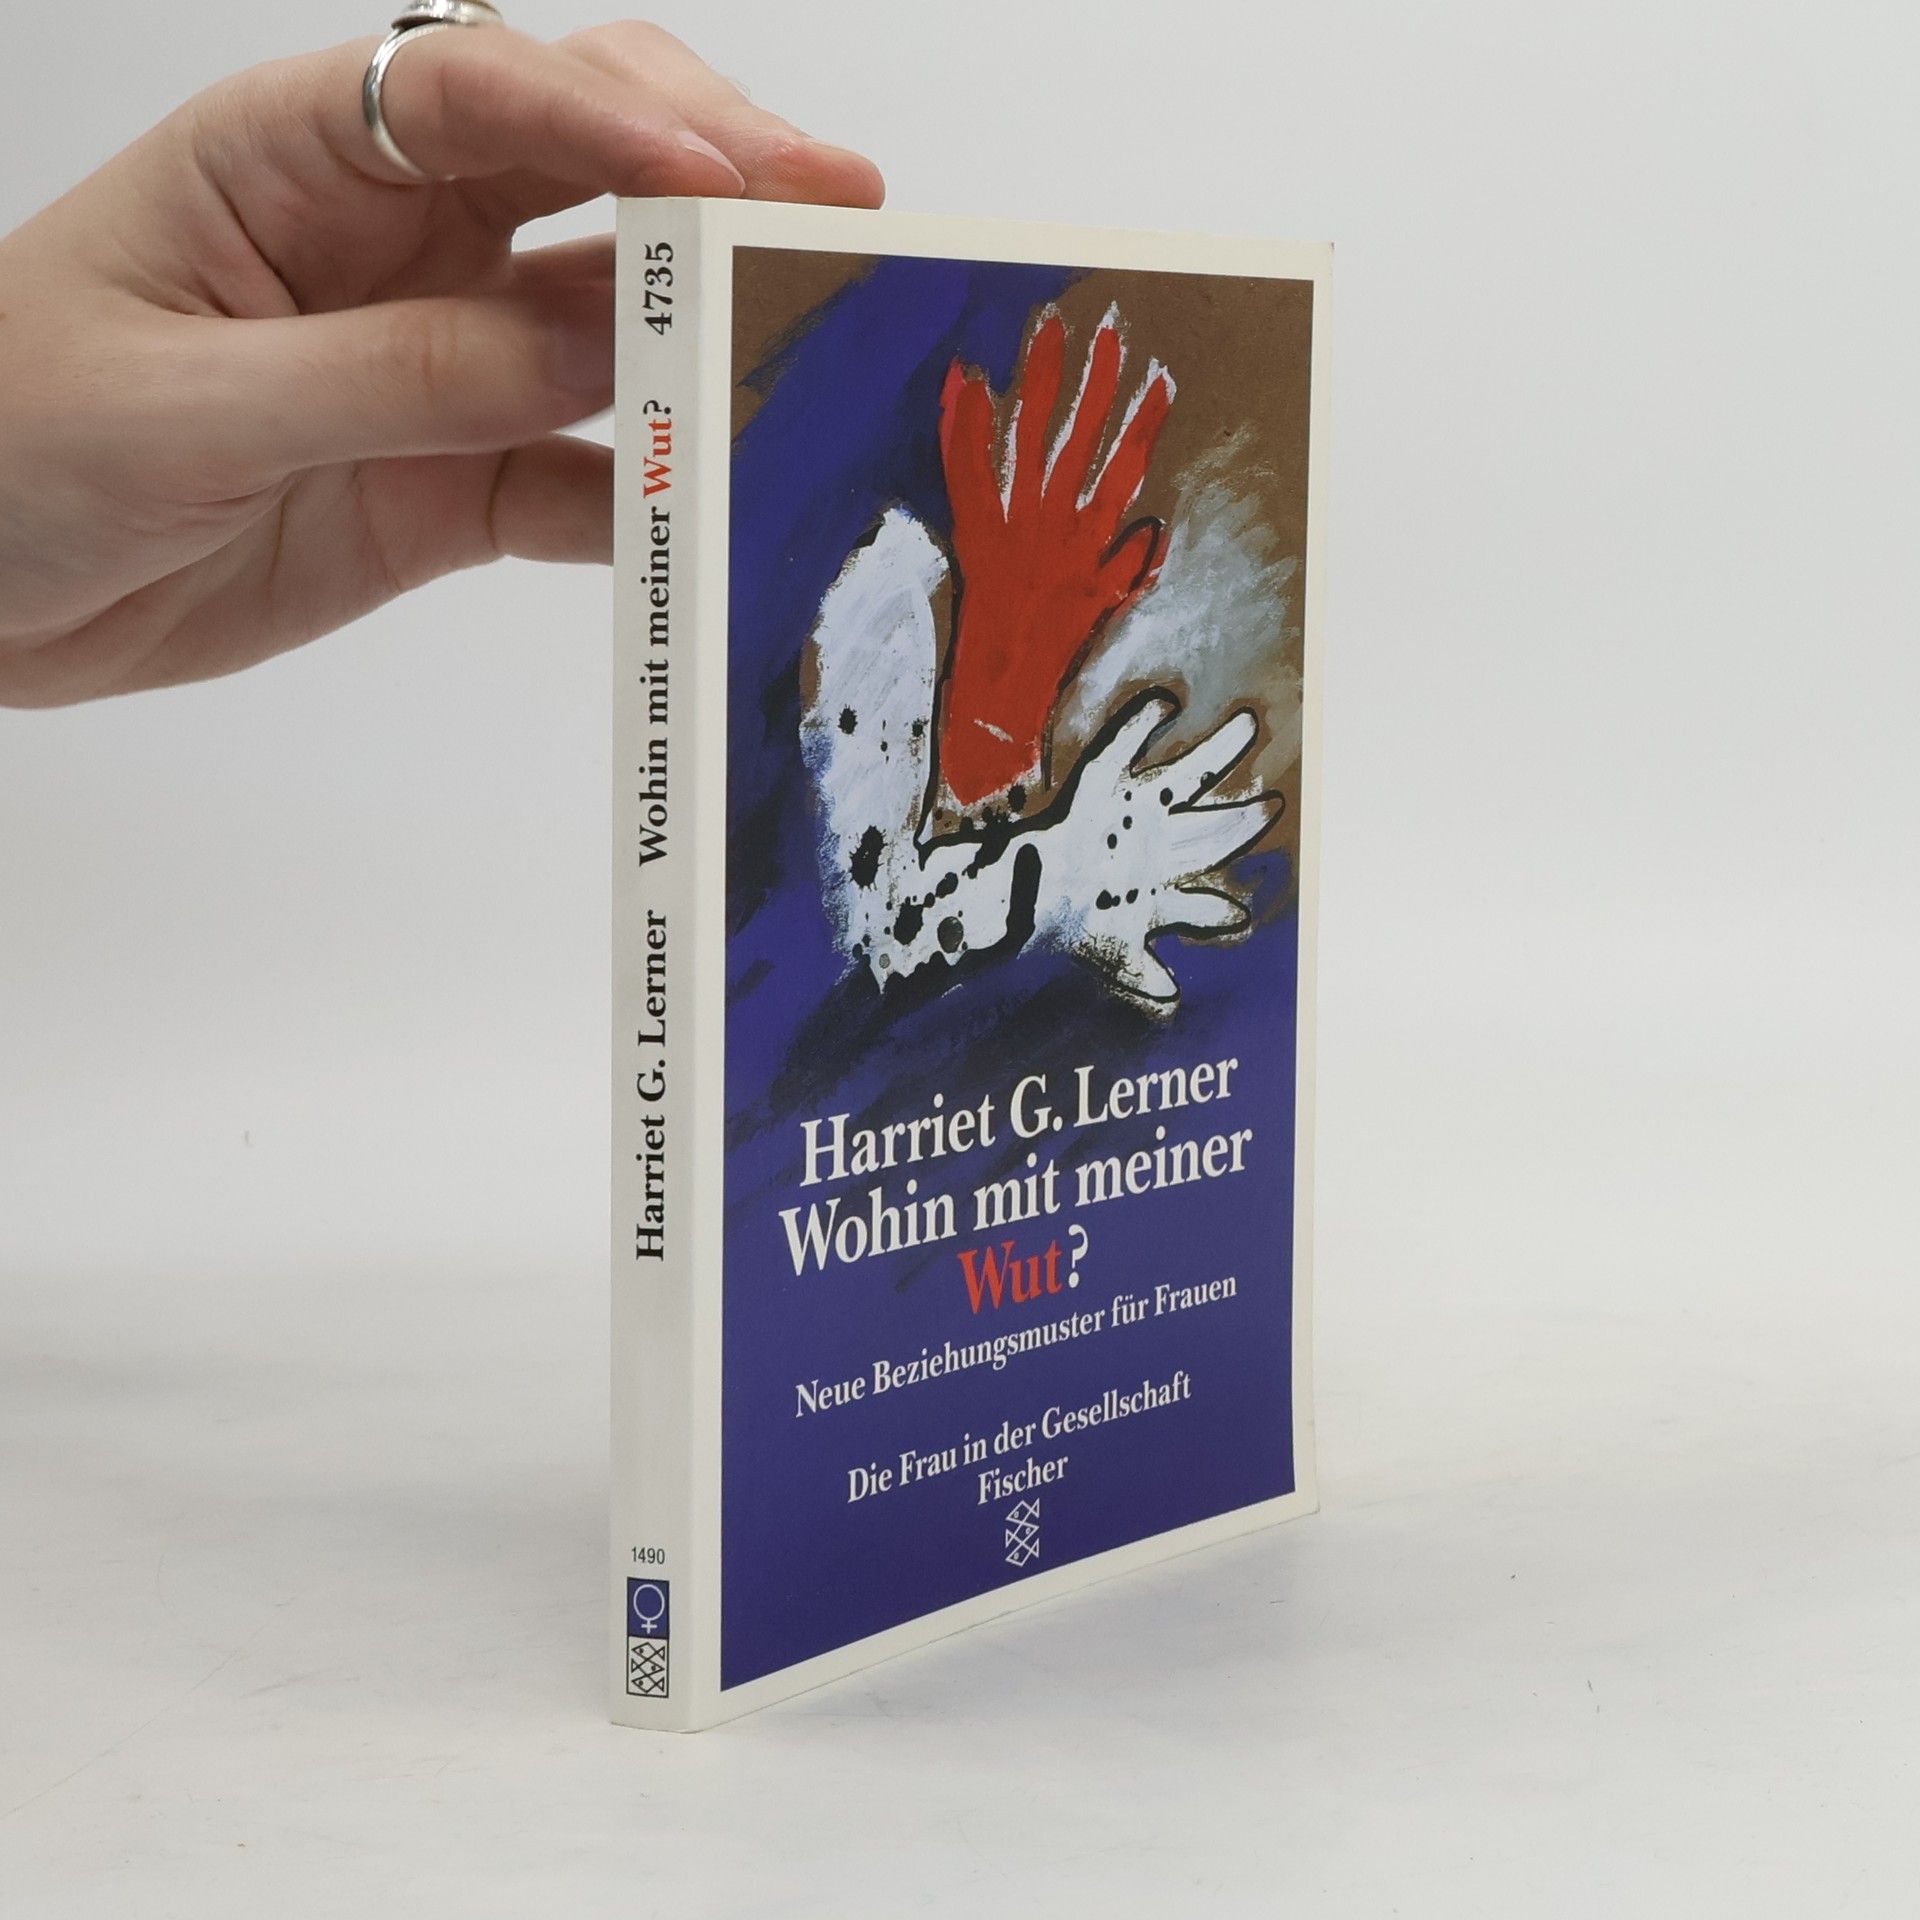 Harriet G. Lerner Wohin mit meiner Wut? 4735
1490
Harriet G. Lerner
Wohin mit meiner
Wut?
Neue Beziehungsmuster für Frauen
Die Frau in der Gesellschaft
Fischer